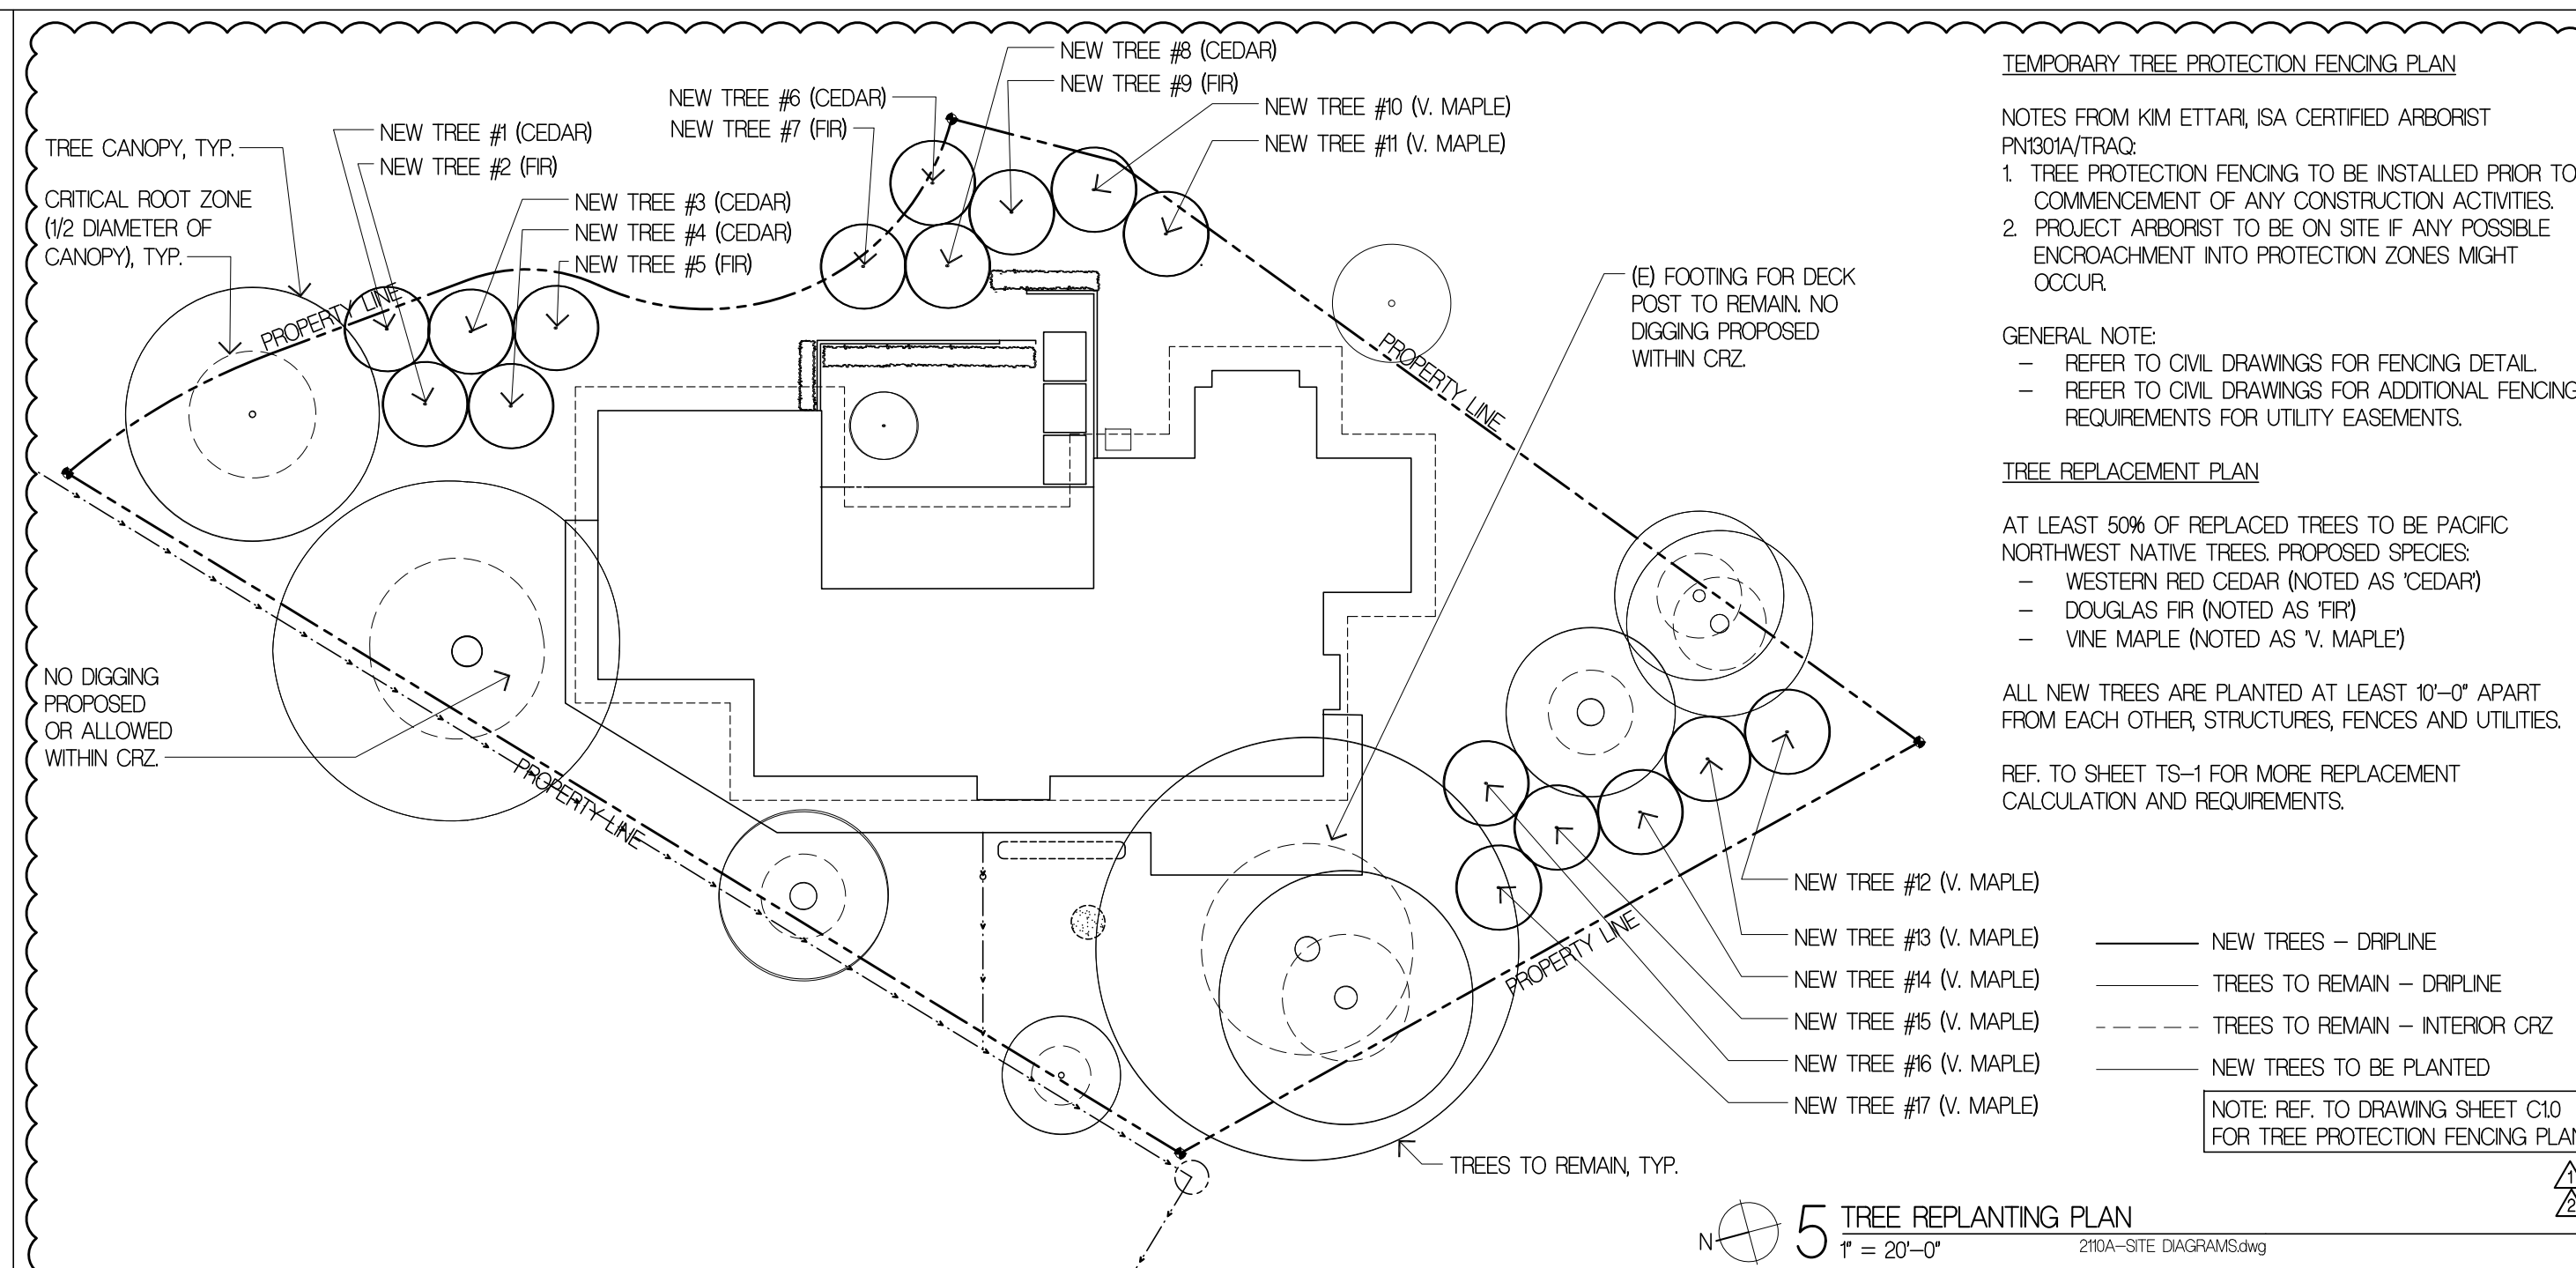 NEW TREE #8 (CEDAR)
NEW TREE #9 (FIR)
NEW TREE #6 (CEDAR)
NEW TREE #7 (FIR)
NEW TREE #10 (V. MAPLE)
NEW TREE #11 (V. MAPLE)
NEW TREE #1 (CEDAR)
NEW TREE #2 (FIR)
TREE CANOPY, TYP.
CRITICAL ROOT ZONE
(1/2 DIAMETER OF
CANOPY), TYP.
NEW TREE #3 (CEDAR)
NEW TREE #4 (CEDAR)
NEW TREE #5 (FIR)
PROPERTY LINE
(E) FOOTING FOR DECK
POST TO REMAIN. NO
DIGGING PROPOSED
WITHIN CRZ.
PROPERTY LINE
NO DIGGING
PROPOSED
OR ALLOWED
WITHIN CRZ.
PROPERTY LINE
PROPERTY LINE
NEW TREE #12 (V. MAPLE)
NEW TREE #13 (V. MAPLE)
NEW TREE #14 (V. MAPLE)
NEW TREE #15 (V. MAPLE)
NEW TREE #16 (V. MAPLE)
NEW TREE #17 (V. MAPLE)
TREES TO REMAIN, TYP.
TEMPORARY TREE PROTECTION FENCING PLAN
NOTES FROM KIM ETTARI, ISA CERTIFIED ARBORIST
PN1301A/TRAQ:
1. TREE PROTECTION FENCING TO BE INSTALLED PRIOR TO
COMMENCEMENT OF ANY CONSTRUCTION ACTIVITIES.
2. PROJECT ARBORIST TO BE ON SITE IF ANY POSSIBLE
ENCROACHMENT INTO PROTECTION ZONES MIGHT
OCCUR.
GENERAL NOTE:
– REFER TO CIVIL DRAWINGS FOR FENCING DETAIL.
– REFER TO CIVIL DRAWINGS FOR ADDITIONAL FENCING
REQUIREMENTS FOR UTILITY EASEMENTS.
TREE REPLACEMENT PLAN
AT LEAST 50% OF REPLACED TREES TO BE PACIFIC
NORTHWEST NATIVE TREES. PROPOSED SPECIES:
– WESTERN RED CEDAR (NOTED AS 'CEDAR')
– DOUGLAS FIR (NOTED AS 'FIR')
– VINE MAPLE (NOTED AS 'V. MAPLE')
ALL NEW TREES ARE PLANTED AT LEAST 10'–0" APART
FROM EACH OTHER, STRUCTURES, FENCES AND UTILITIES.
REF. TO SHEET TS–1 FOR MORE REPLACEMENT
CALCULATION AND REQUIREMENTS.
NEW TREES – DRIPLINE
TREES TO REMAIN – DRIPLINE
TREES TO REMAIN – INTERIOR CRZ
NEW TREES TO BE PLANTED
NOTE: REF. TO DRAWING SHEET C1.0
FOR TREE PROTECTION FENCING PLAN
1
2
N
5 TREE REPLANTING PLAN
1" = 20'–0"
2110A–SITE DIAGRAMS.dwg